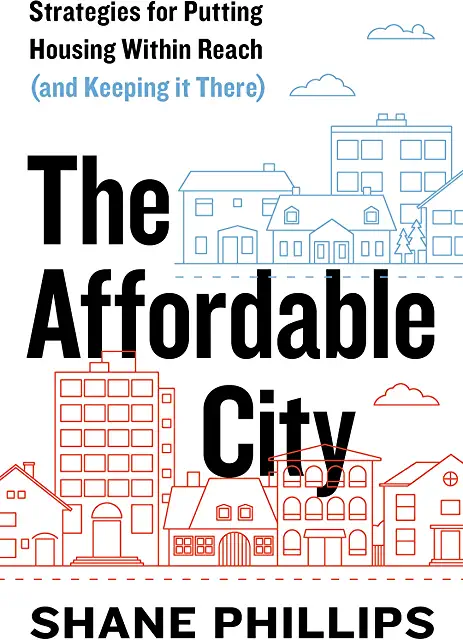 Strategies for Putting
Housing Within Reach
(and Keeping it There)
The
Affordable
City
SHANE PHILLIPS